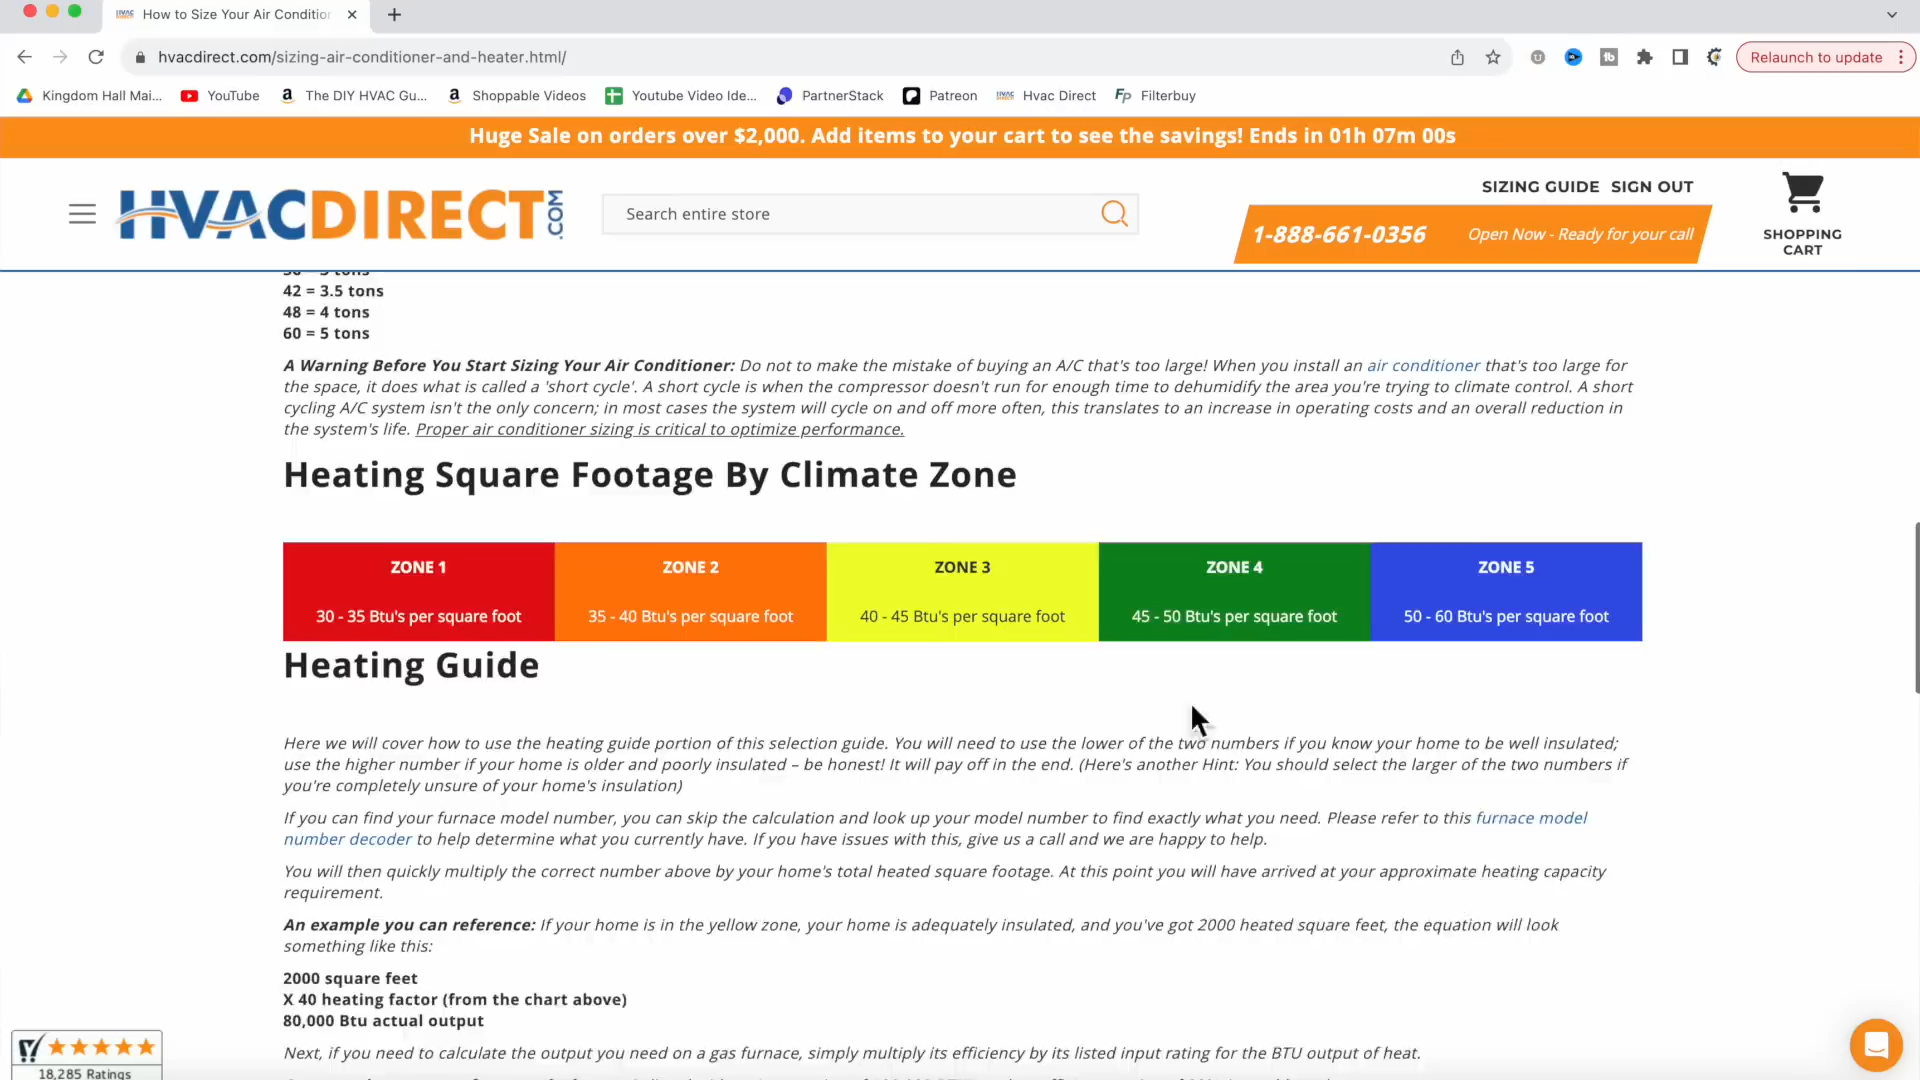 How to Size Your Air Condition
hvacdirect.com/sizing-air-conditioner-and-heater.html/
Relaunch to update
Kingdom Hall Mai...
YouTube
The DIY HVAC Gu...
Shoppable Videos
Youtube Video Ide...
PartnerStack
Patreon
Hvac Direct
Filterbuy
Huge Sale on orders over $2,000. Add items to your cart to see the savings! Ends in 01h 07m 00s
HVACDIRECT.COM
Search entire store
SIZING GUIDE SIGN OUT
1-888-661-0356 Open Now - Ready for your call
SHOPPING
CART
42 = 3.5 tons
48 = 4 tons
60 = 5 tons
A Warning Before You Start Sizing Your Air Conditioner: Do not to make the mistake of buying an A/C that's too large! When you install an air conditioner that's too large for
the space, it does what is called a 'short cycle'. A short cycle is when the compressor doesn't run for enough time to dehumidify the area you're trying to climate control. A short
cycling A/C system isn't the only concern; in most cases the system will cycle on and off more often, this translates to an increase in operating costs and an overall reduction in
the system's life. Proper air conditioner sizing is critical to optimize performance.
Heating Square Footage By Climate Zone
ZONE 1 ZONE 2 ZONE 3 ZONE 4 ZONE 5
30 - 35 Btu's per square foot 35 - 40 Btu's per square foot 40 - 45 Btu's per square foot 45 - 50 Btu's per square foot 50 - 60 Btu's per square foot
Heating Guide
Here we will cover how to use the heating guide portion of this selection guide. You will need to use the lower of the two numbers if you know your home to be well insulated;
use the higher number if your home is older and poorly insulated – be honest! It will pay off in the end. (Here's another Hint: You should select the larger of the two numbers if
you're completely unsure of your home's insulation)
If you can find your furnace model number, you can skip the calculation and look up your model number to find exactly what you need. Please refer to this furnace model
number decoder to help determine what you currently have. If you have issues with this, give us a call and we are happy to help.
You will then quickly multiply the correct number above by your home's total heated square footage. At this point you will have arrived at your approximate heating capacity
requirement.
An example you can reference: If your home is in the yellow zone, your home is adequately insulated, and you've got 2000 heated square feet, the equation will look
something like this:
2000 square feet
X 40 heating factor (from the chart above)
80,000 Btu actual output
Next, if you need to calculate the output you need on a gas furnace, simply multiply its efficiency by its listed input rating for the BTU output of heat.
18,285 Ratings